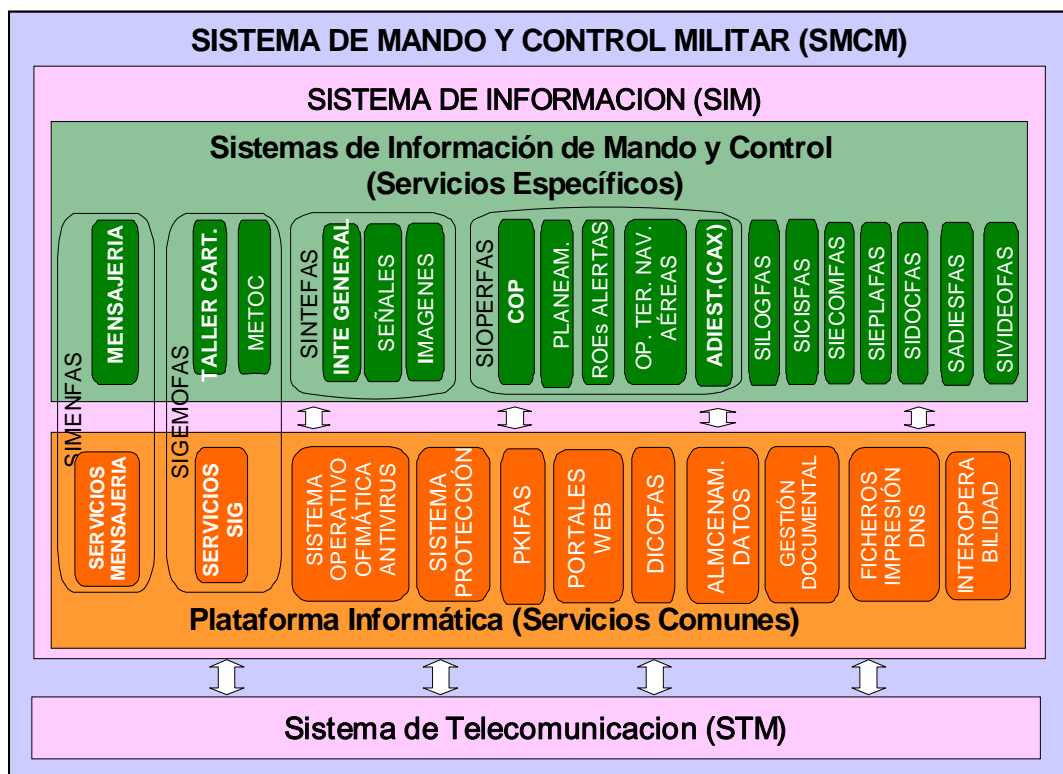 SISTEMA DE MANDO Y CONTROL MILITAR (SMCM)
SISTEMA DE INFORMACION (SIM)
Sistemas de Información de Mando y Control
(Servicios Específicos)
SIMENFAS
MENSAJERIA
SIGEMOFAS
TALLER CART.
METOC
SINTEFAS
INTE GENERAL
SEÑALES
IMAGENES
SIOPERFAS
COP
PLANEAM.
ROEs ALERTAS
OP. TER. NAV.
AÉREAS
ADIEST.(CAX)
SILOGFAS
SICISFAS
SIECOMFAS
SIEPLAFAS
SIDOCFAS
SADIESFAS
SIVIDEOFAS
SERVICIOS
MENSAJERIA
SERVICIOS
SIG
SISTEMA
OPERATIVO
OFIMÁTICA
ANTIVIRUS
SISTEMA
PROTECCIÓN
PKIFAS
PORTALES
WEB
DICOFAS
ALMCENAM.
DATOS
GESTIÓN
DOCUMENTAL
FICHEROS
IMPRESIÓN
DNS
INTEROPERA
BILIDAD
Plataforma Informática (Servicios Comunes)
Sistema de Telecomunicacion (STM)